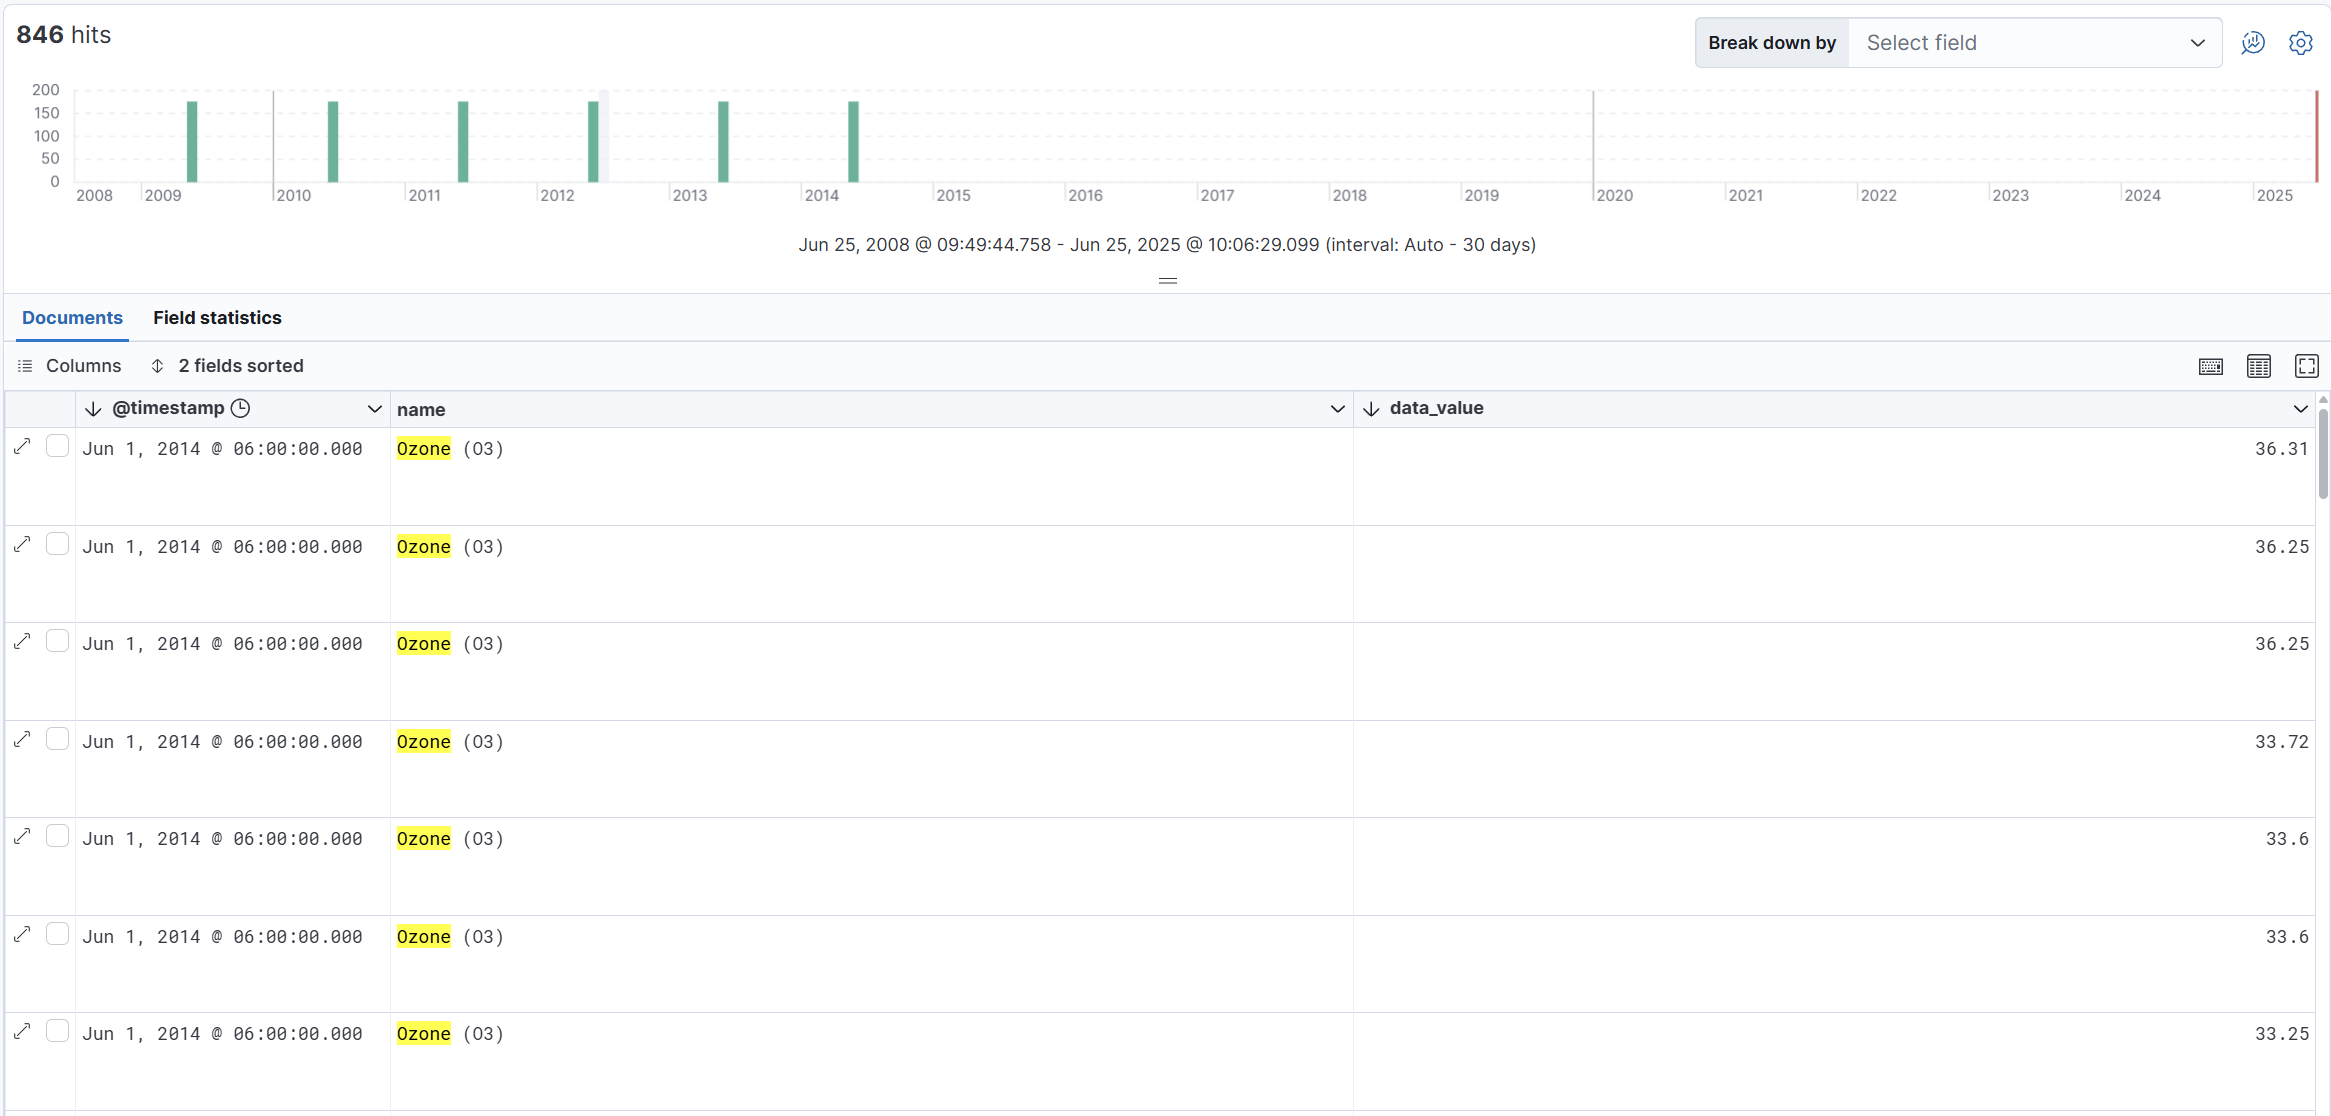 846 hits
Break down by Select field
200
150
100
50
0
2008 2009 2010 2011 2012 2013 2014 2015 2016 2017 2018 2019 2020 2021 2022 2023 2024 2025
Jun 25, 2008 @ 09:49:44.758 - Jun 25, 2025 @ 10:06:29.099 (interval: Auto - 30 days)
Documents Field statistics
Columns 2 fields sorted
@timestamp name data_value
Jun 1, 2014 @ 06:00:00.000 Ozone (O3) 36.31
Jun 1, 2014 @ 06:00:00.000 Ozone (O3) 36.25
Jun 1, 2014 @ 06:00:00.000 Ozone (O3) 36.25
Jun 1, 2014 @ 06:00:00.000 Ozone (O3) 33.72
Jun 1, 2014 @ 06:00:00.000 Ozone (O3) 33.6
Jun 1, 2014 @ 06:00:00.000 Ozone (O3) 33.6
Jun 1, 2014 @ 06:00:00.000 Ozone (O3) 33.25